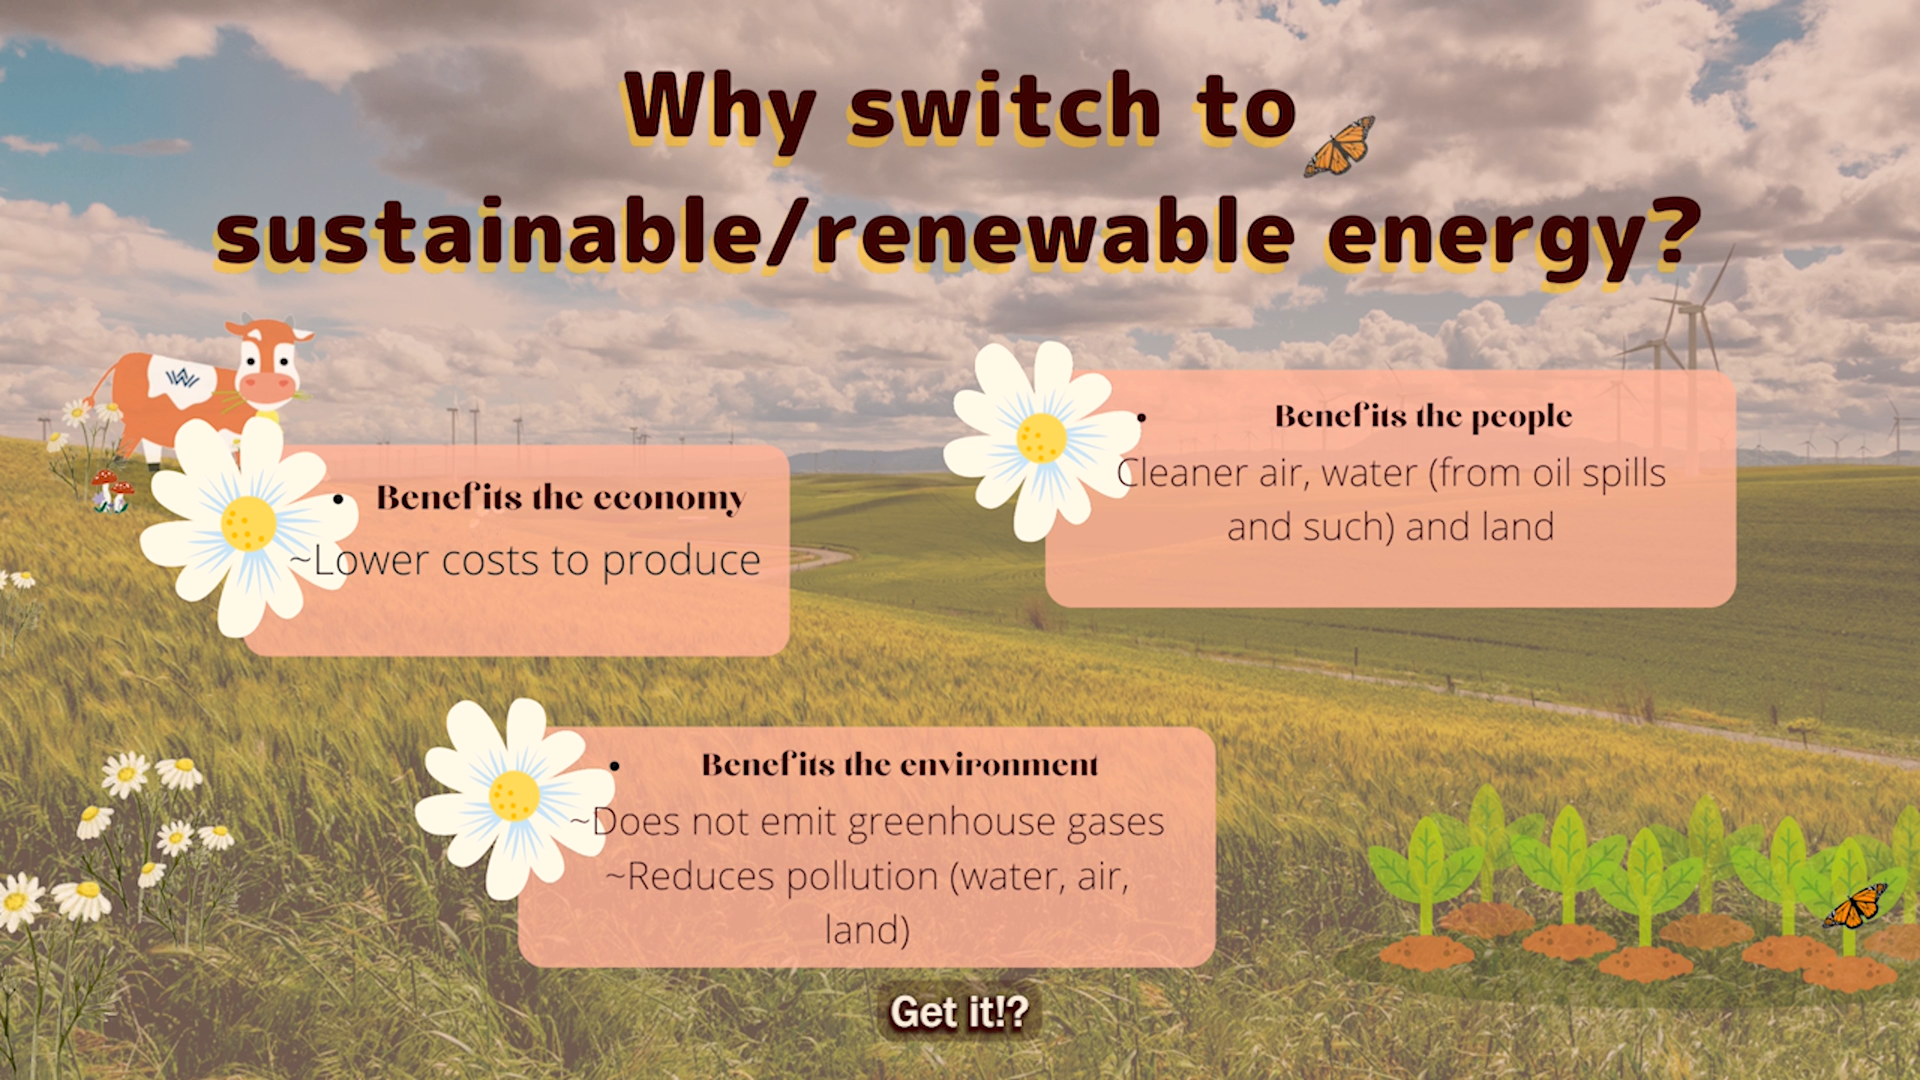 Why switch to
sustainable/renewable energy?
W
• Benefits the economy
~Lower costs to produce
• Benefits the people
Cleaner air, water (from oil spills
and such) and land
• Benefits the environment
~Does not emit greenhouse gases
~Reduces pollution (water, air,
land)
Get it!?